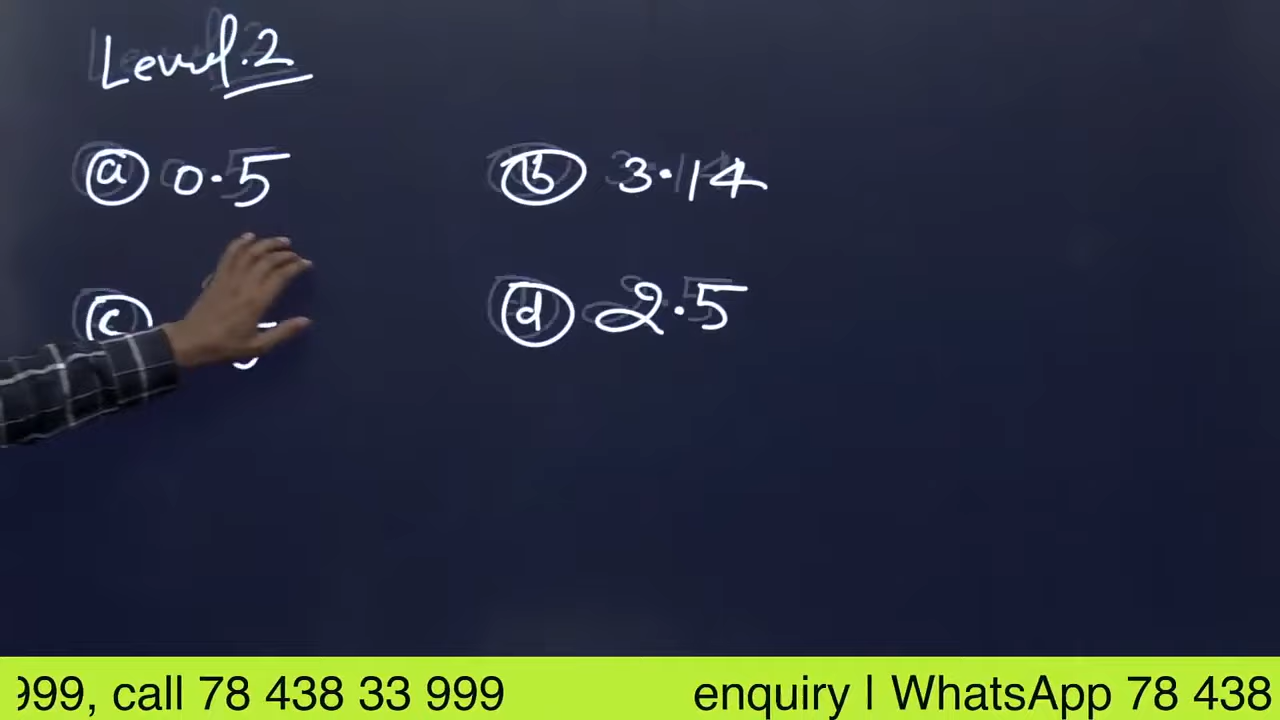 Level.2
(a) 0.5
(b) 3.14
(c)
(d) 2.5
999, call 78 438 33 999
enquiry | WhatsApp 78 438